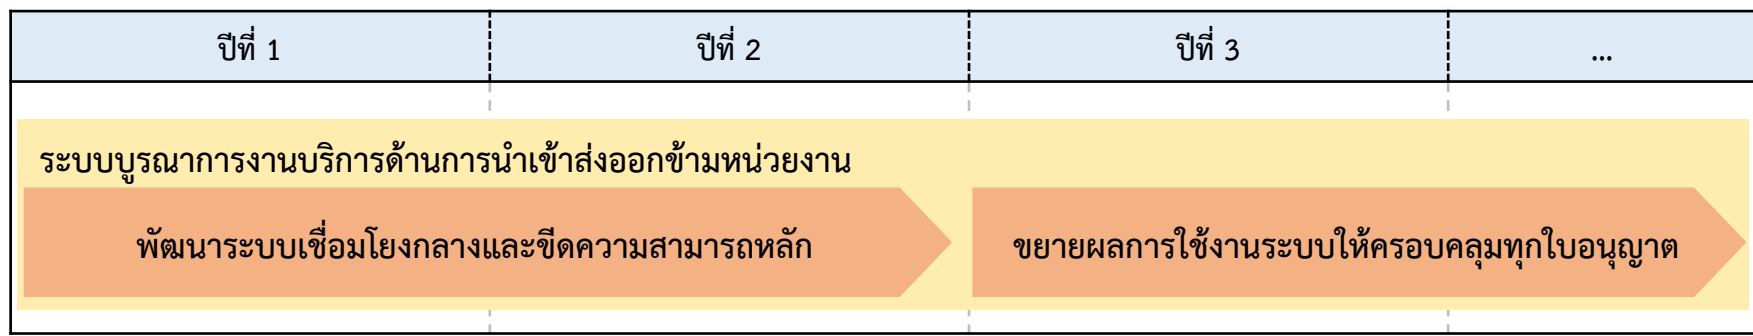 ปีที่ 1
ปีที่ 2
ปีที่ 3
...
ระบบบูรณาการงานบริการด้านการนำเข้าส่งออกข้ามหน่วยงาน
พัฒนาระบบเชื่อมโยงกลางและขีดความสามารถหลัก
ขยายผลการใช้งานระบบให้ครอบคลุมทุกใบอนุญาต